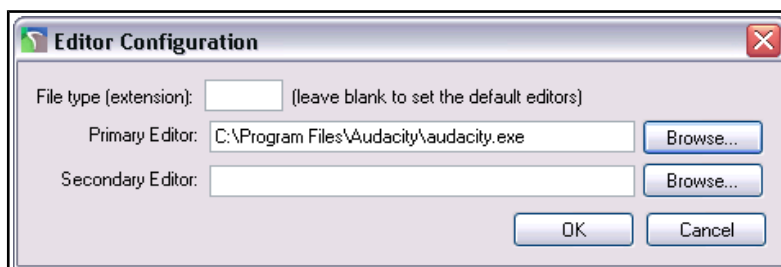 Editor Configuration
File type (extension): (leave blank to set the default editors)
Primary Editor: C:\Program Files\Audacity\audacity.exe Browse...
Secondary Editor: Browse...
OK Cancel